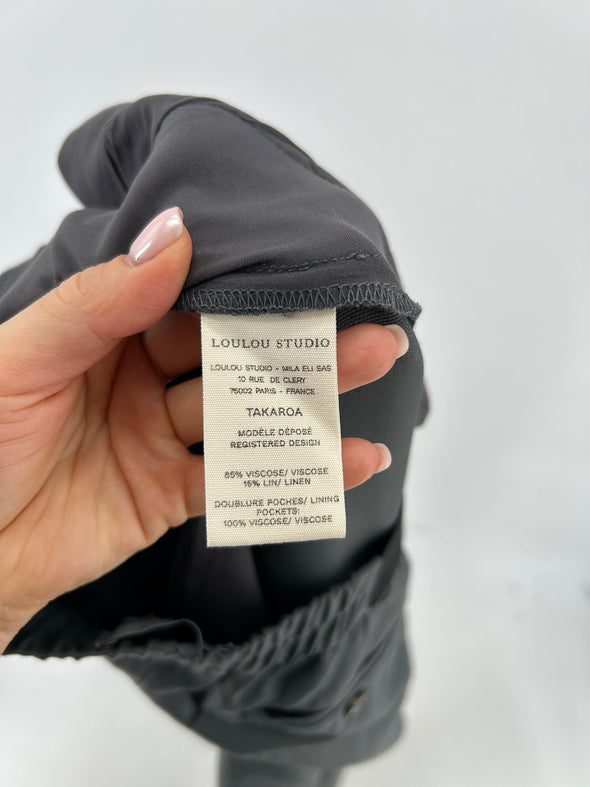 LOULOU STUDIO
LOULOU STUDIO - MILA ELI SAS
10 RUE DE CLERY
75002 PARIS - FRANCE
TAKAROA
MODÈLE DÉPOSÉ
REGISTERED DESIGN
85% VISCOSE/ VISCOSE
15% LIN/ LINEN
DOUBLURE POCHES/ LINING
POCKETS:
100% VISCOSE/ VISCOSE